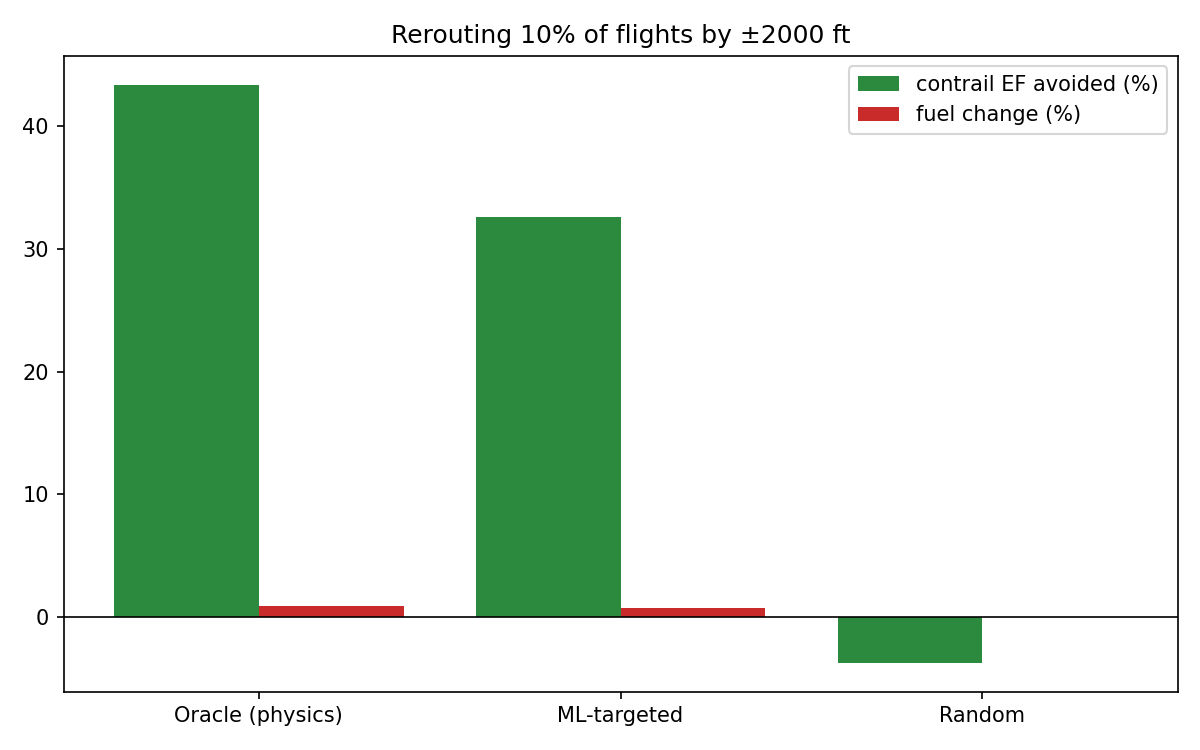 Rerouting 10% of flights by ±2000 ft
contrail EF avoided (%)
fuel change (%)
40
30
20
10
0
Oracle (physics)
ML-targeted
Random